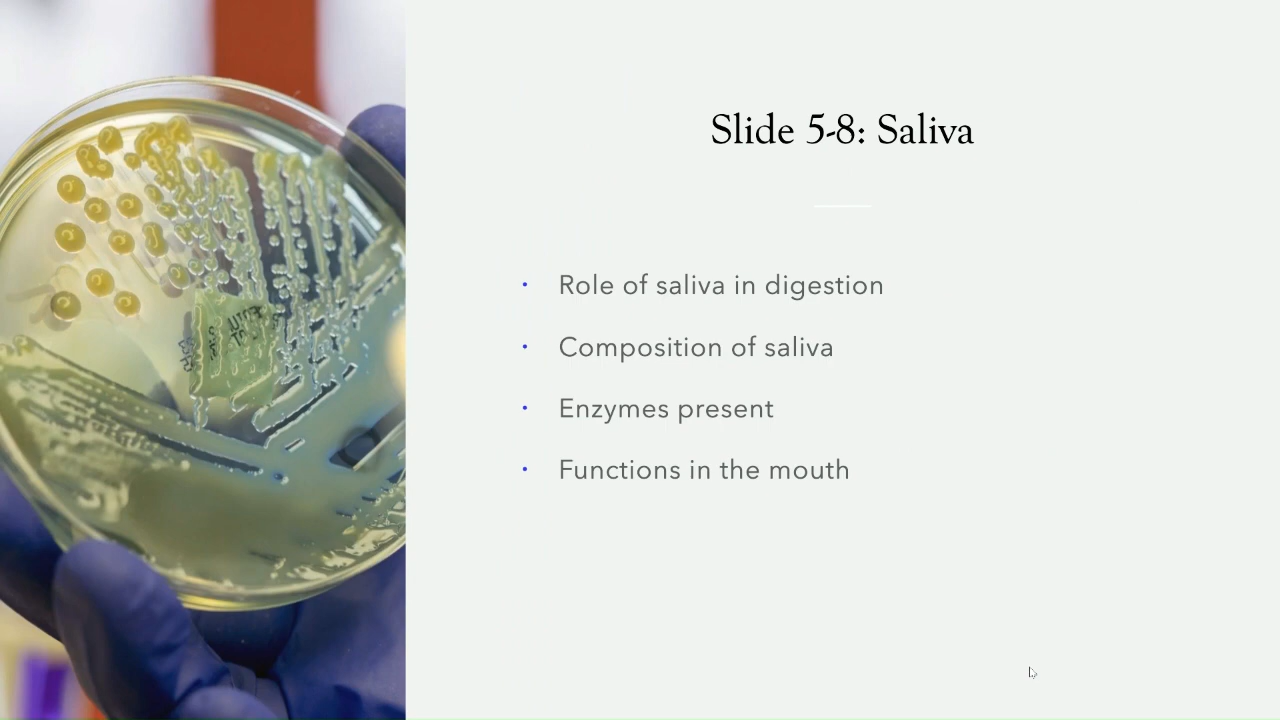 Slide 5-8: Saliva
· Role of saliva in digestion
· Composition of saliva
· Enzymes present
· Functions in the mouth